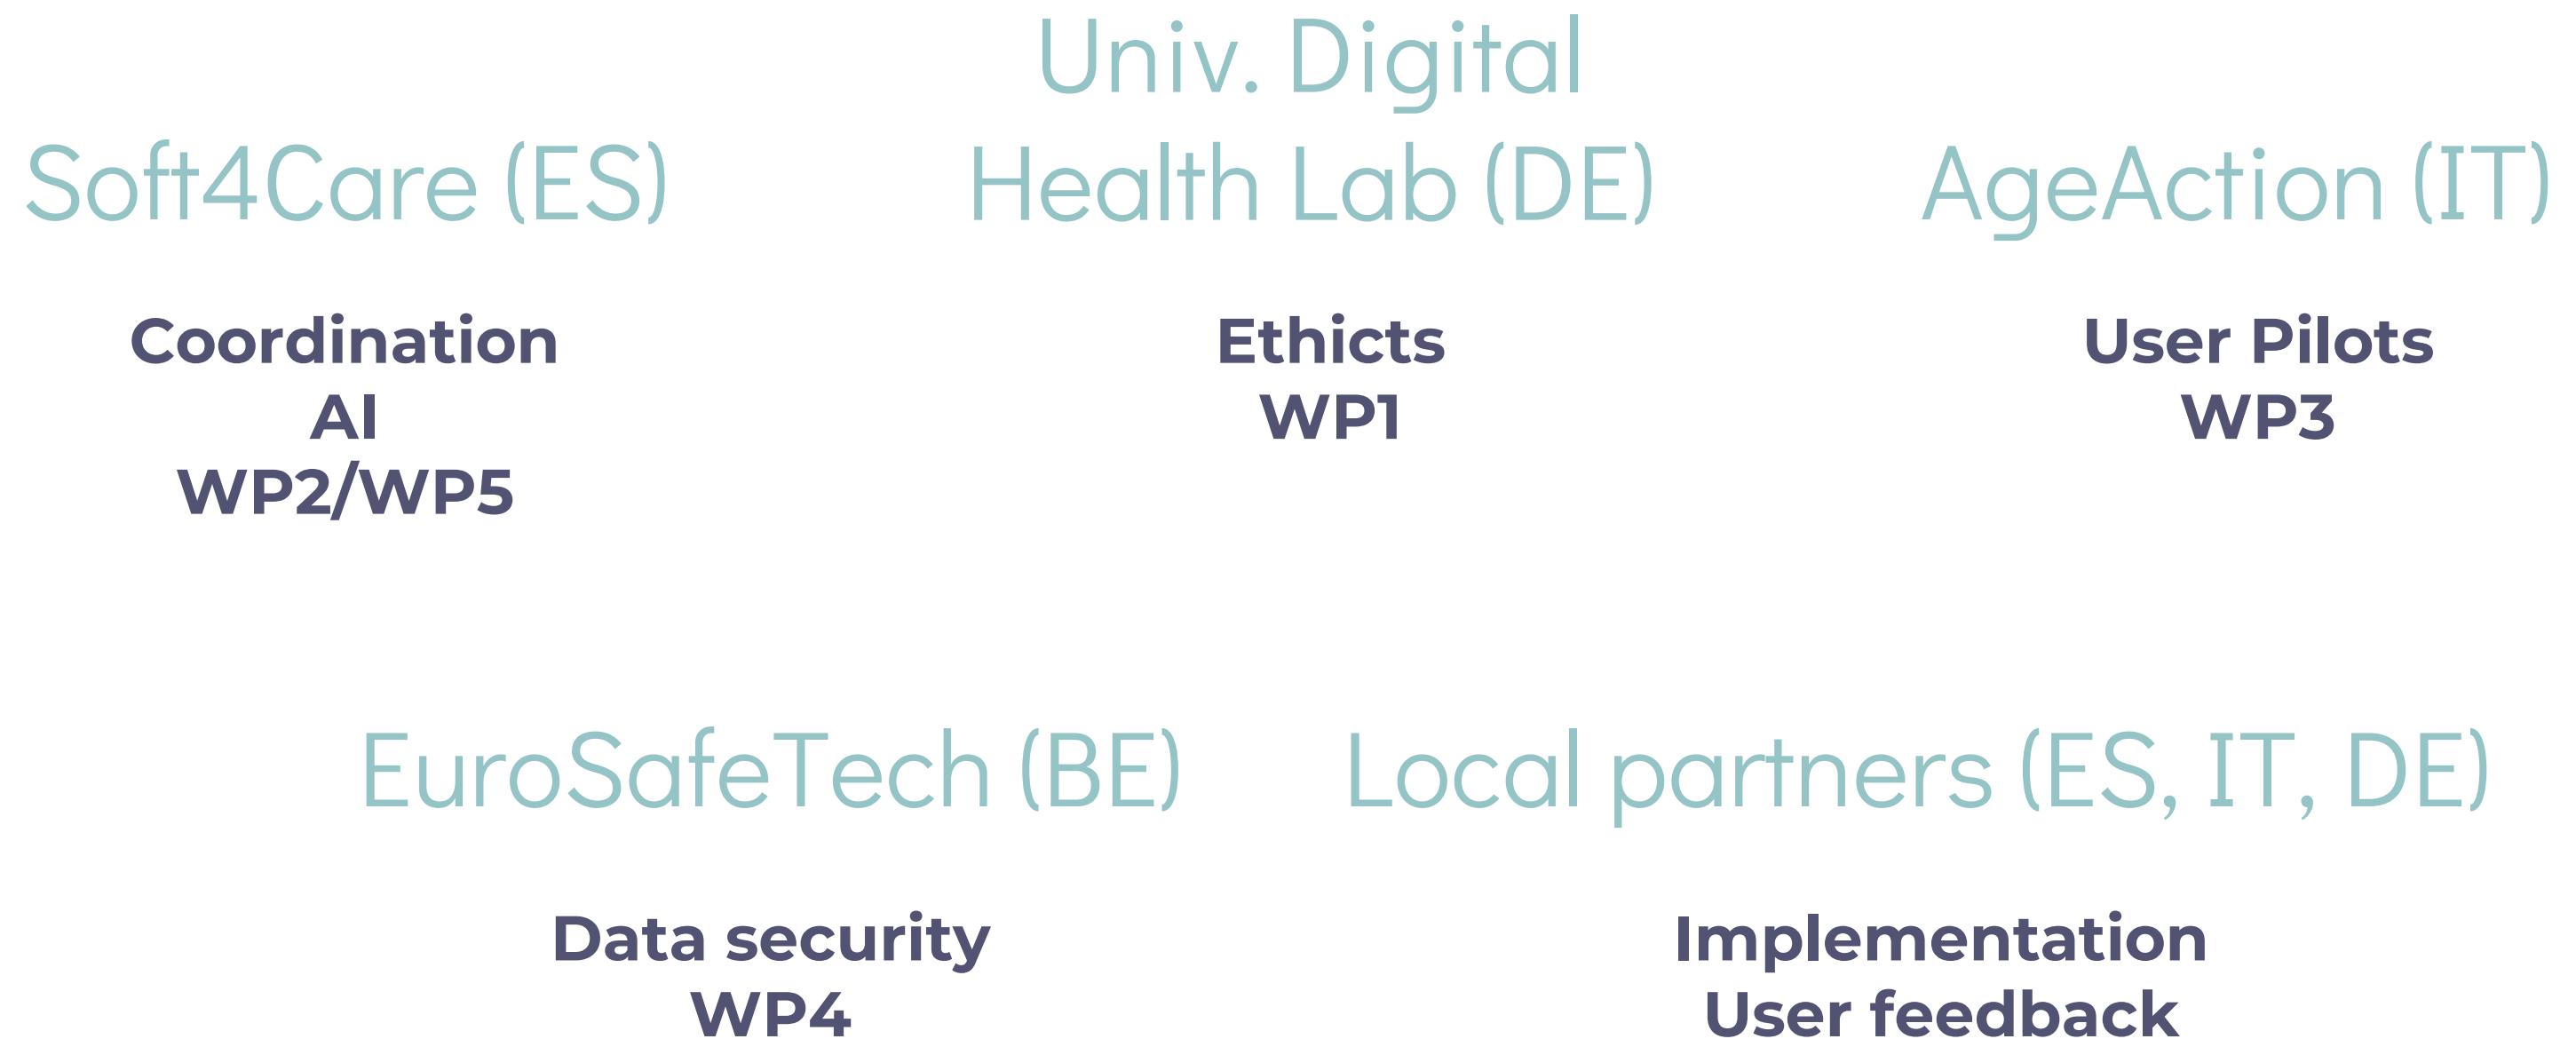 Soft4Care (ES)
Coordination
AI
WP2/WP5
Univ. Digital
Health Lab (DE)
Ethicts
WP1
AgeAction (IT)
User Pilots
WP3
EuroSafeTech (BE)
Data security
WP4
Local partners (ES, IT, DE)
Implementation
User feedback